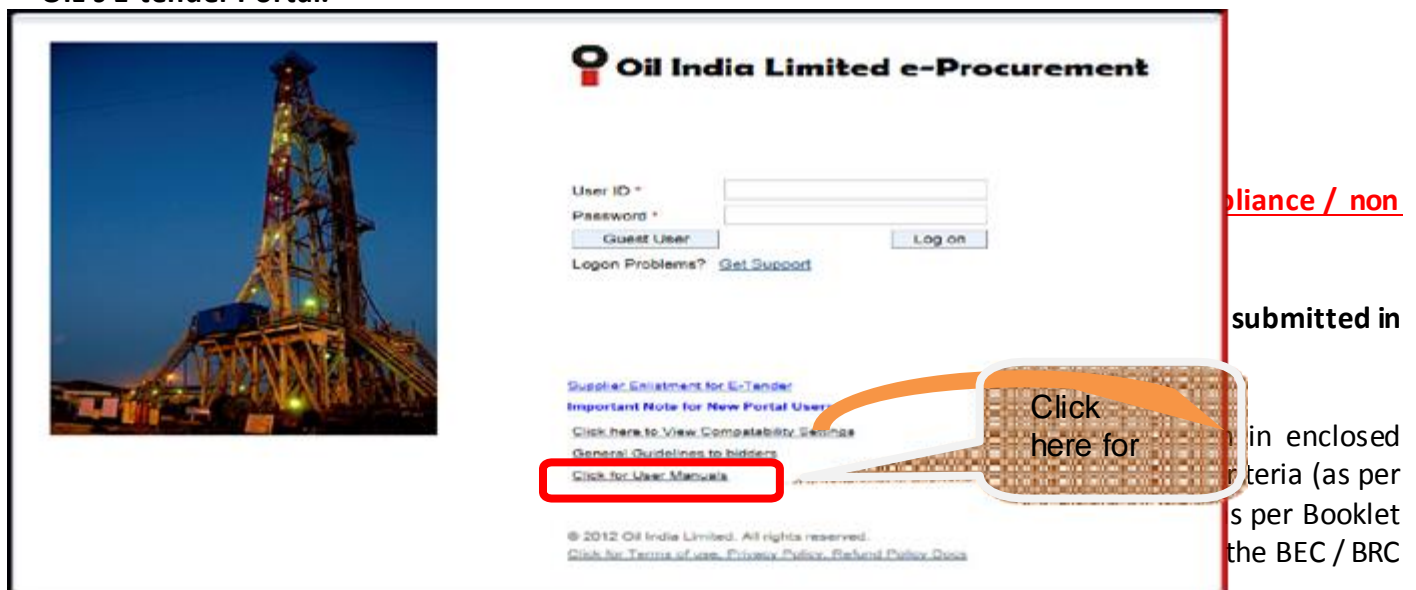 Oil India Limited e-Procurement
User ID *
Password *
Guest User
Log on
Logon Problems? Get Support
pliance / non
submitted in
Supplier Enlistment for E-Tender
Important Note for New Portal Users
Click here to View Compatability Settings
General Guidelines to bidders
Click for User Manuals
Click
here for
in enclosed
riteria (as per
s per Booklet
the BEC / BRC
© 2012 Oil India Limited. All rights reserved.
Click for Terms of use, Privacy Policy, Refund Policy Docs